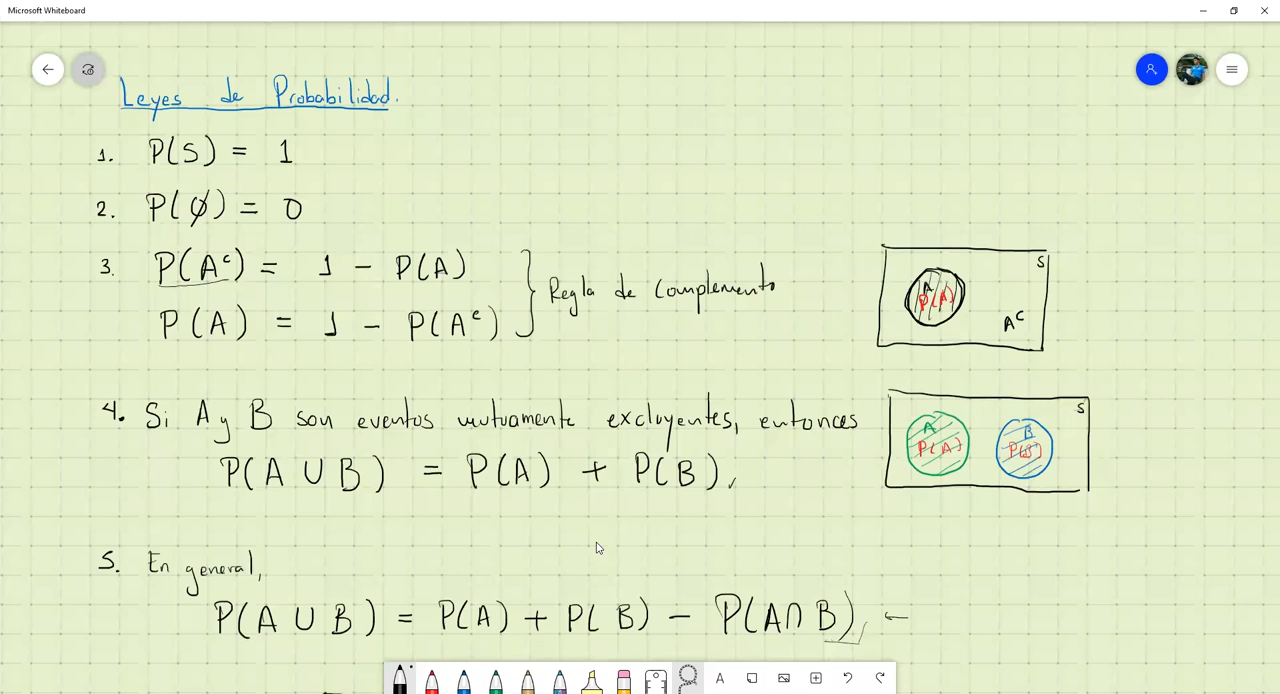 Microsoft Whiteboard
Leyes de Probabilidad.
1. P(S) = 1
2. P(∅) = 0
3. P(Aᶜ) = 1 - P(A)
P(A) = 1 - P(Aᶜ)
Regla de complemento
S
A
P(A)
Aᶜ
4. Si A y B son eventos mutuamente excluyentes, entonces
P(A ∪ B) = P(A) + P(B),
S
A
P(A)
B
P(B)
5. En general,
P(A ∪ B) = P(A) + P(B) - P(A∩B), ←
A